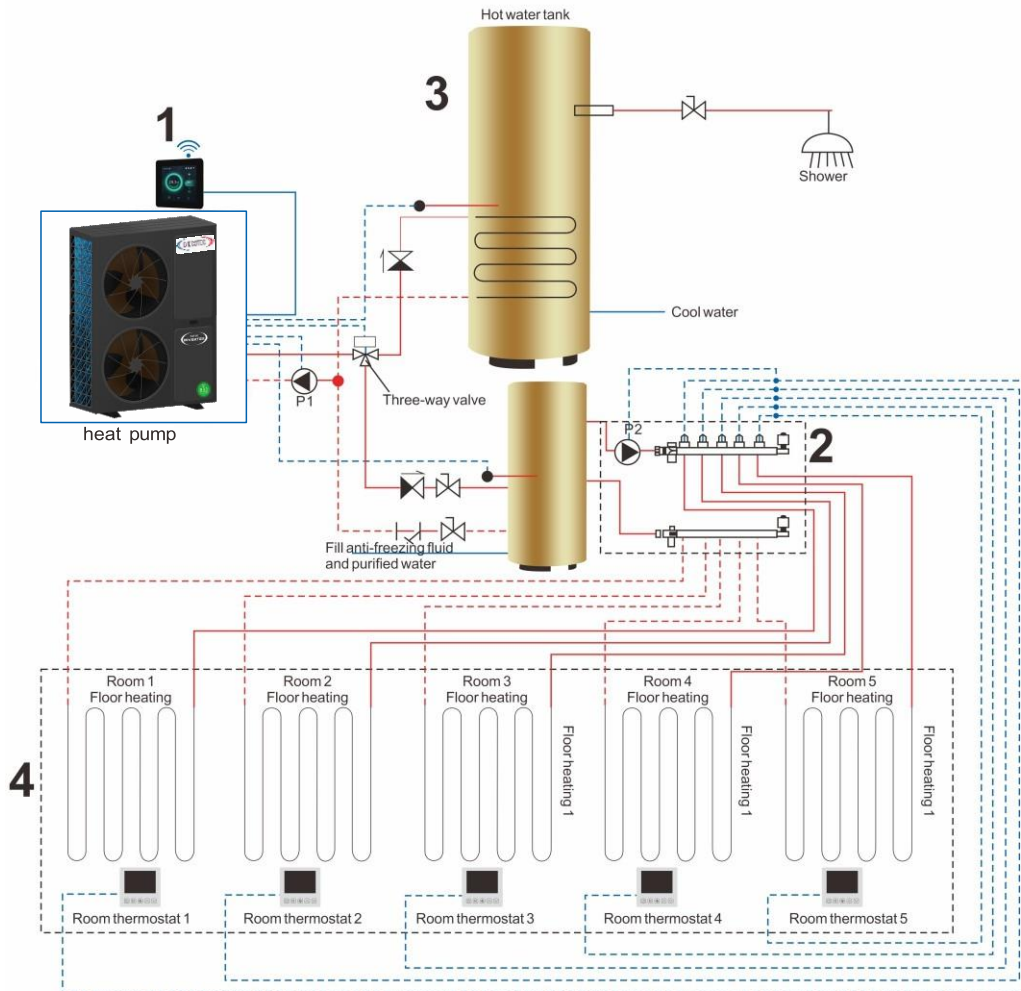 Hot water tank
3
1
Shower
Cool water
P1
Three-way valve
heat pump
P2
2
Fill anti-freezing fluid
and purified water
Room 1
Floor heating
Room 2
Floor heating
Room 3
Floor heating
Room 4
Floor heating
Room 5
Floor heating
Floor heating 1
Floor heating 1
Floor heating 1
4
Room thermostat 1
Room thermostat 2
Room thermostat 3
Room thermostat 4
Room thermostat 5